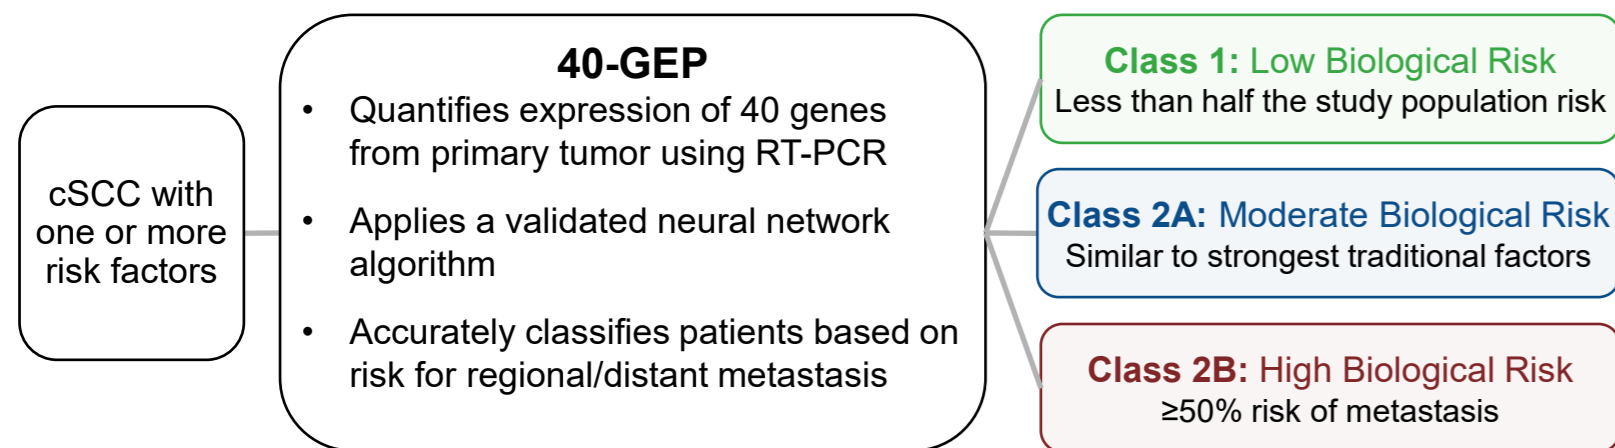 cSCC with
one or more
risk factors
40-GEP
• Quantifies expression of 40 genes
from primary tumor using RT-PCR
• Applies a validated neural network
algorithm
• Accurately classifies patients based on
risk for regional/distant metastasis
Class 1: Low Biological Risk
Less than half the study population risk
Class 2A: Moderate Biological Risk
Similar to strongest traditional factors
Class 2B: High Biological Risk
≥50% risk of metastasis